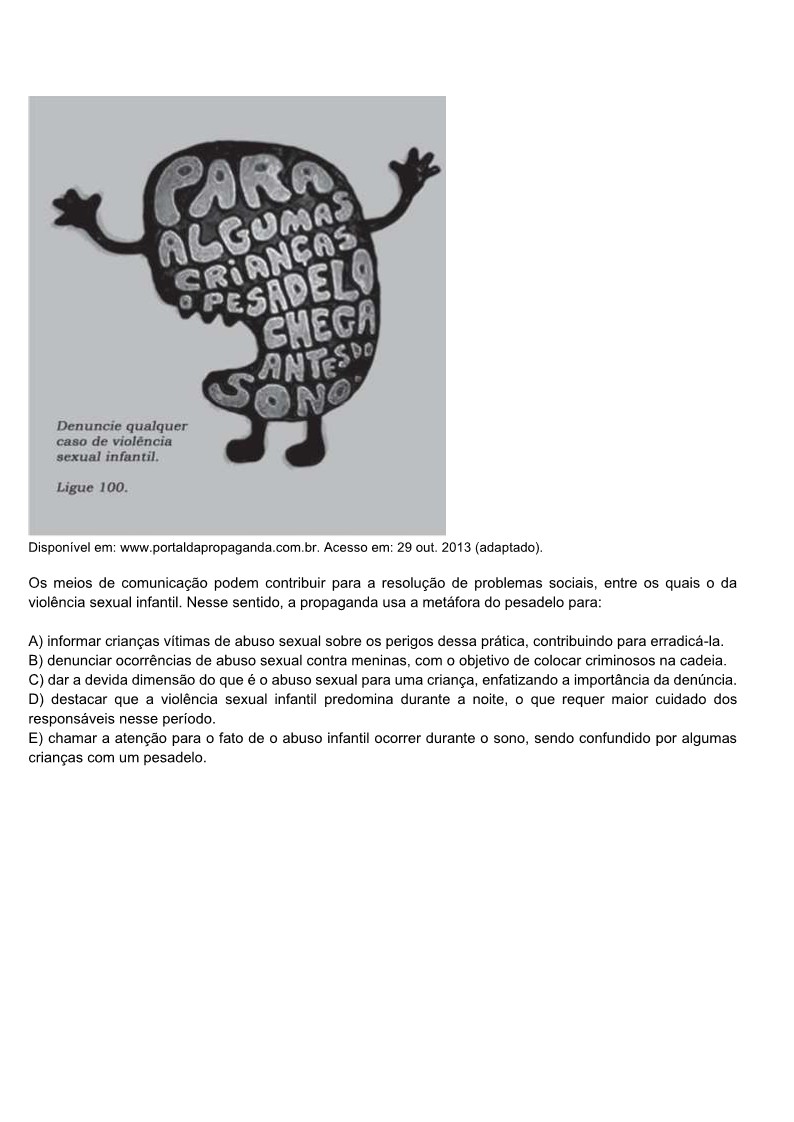 PARA
ALGUMAS
CRIANÇAS
O PESADELO
CHEGA
ANTES DO
SONO.
Denuncie qualquer
caso de violência
sexual infantil.
Ligue 100.
Disponível em: www.portaldapropaganda.com.br. Acesso em: 29 out. 2013 (adaptado).
Os meios de comunicação podem contribuir para a resolução de problemas sociais, entre os quais o da
violência sexual infantil. Nesse sentido, a propaganda usa a metáfora do pesadelo para:
A) informar crianças vítimas de abuso sexual sobre os perigos dessa prática, contribuindo para erradicá-la.
B) denunciar ocorrências de abuso sexual contra meninas, com o objetivo de colocar criminosos na cadeia.
C) dar a devida dimensão do que é o abuso sexual para uma criança, enfatizando a importância da denúncia.
D) destacar que a violência sexual infantil predomina durante a noite, o que requer maior cuidado dos
responsáveis nesse período.
E) chamar a atenção para o fato de o abuso infantil ocorrer durante o sono, sendo confundido por algumas
crianças com um pesadelo.